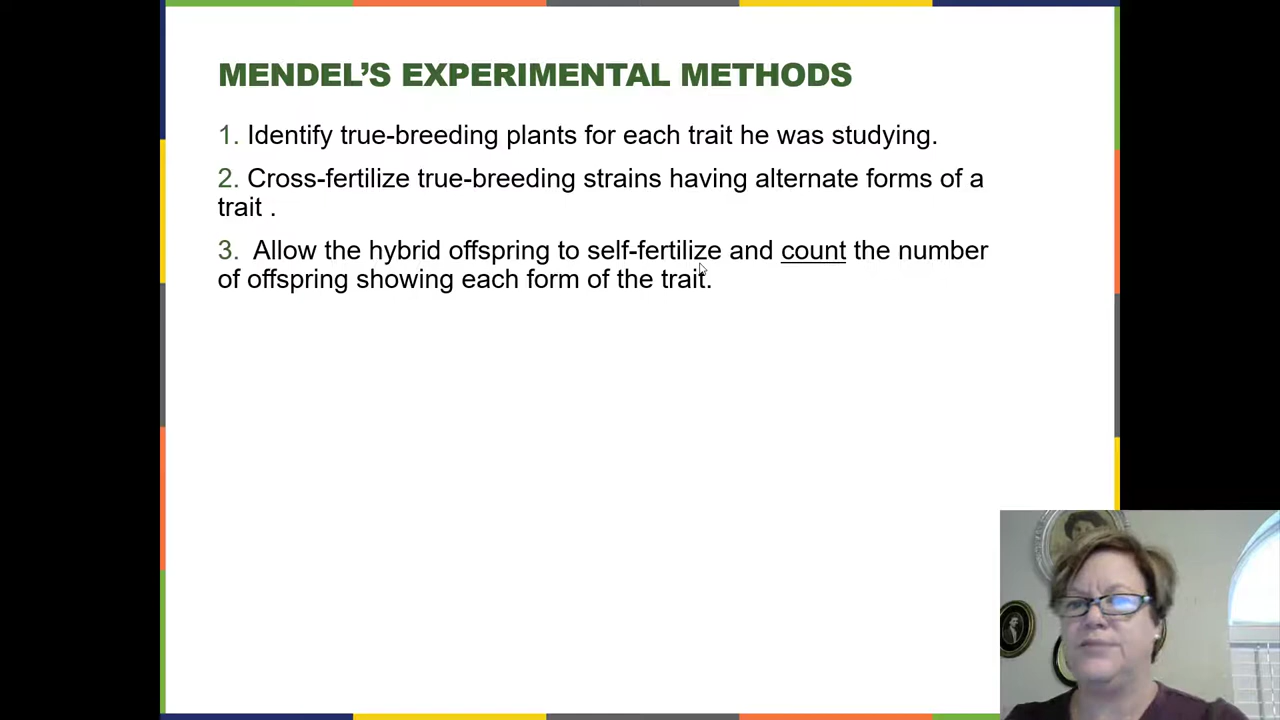 MENDEL'S EXPERIMENTAL METHODS
1. Identify true-breeding plants for each trait he was studying.
2. Cross-fertilize true-breeding strains having alternate forms of a
trait .
3.  Allow the hybrid offspring to self-fertilize and count the number
of offspring showing each form of the trait.